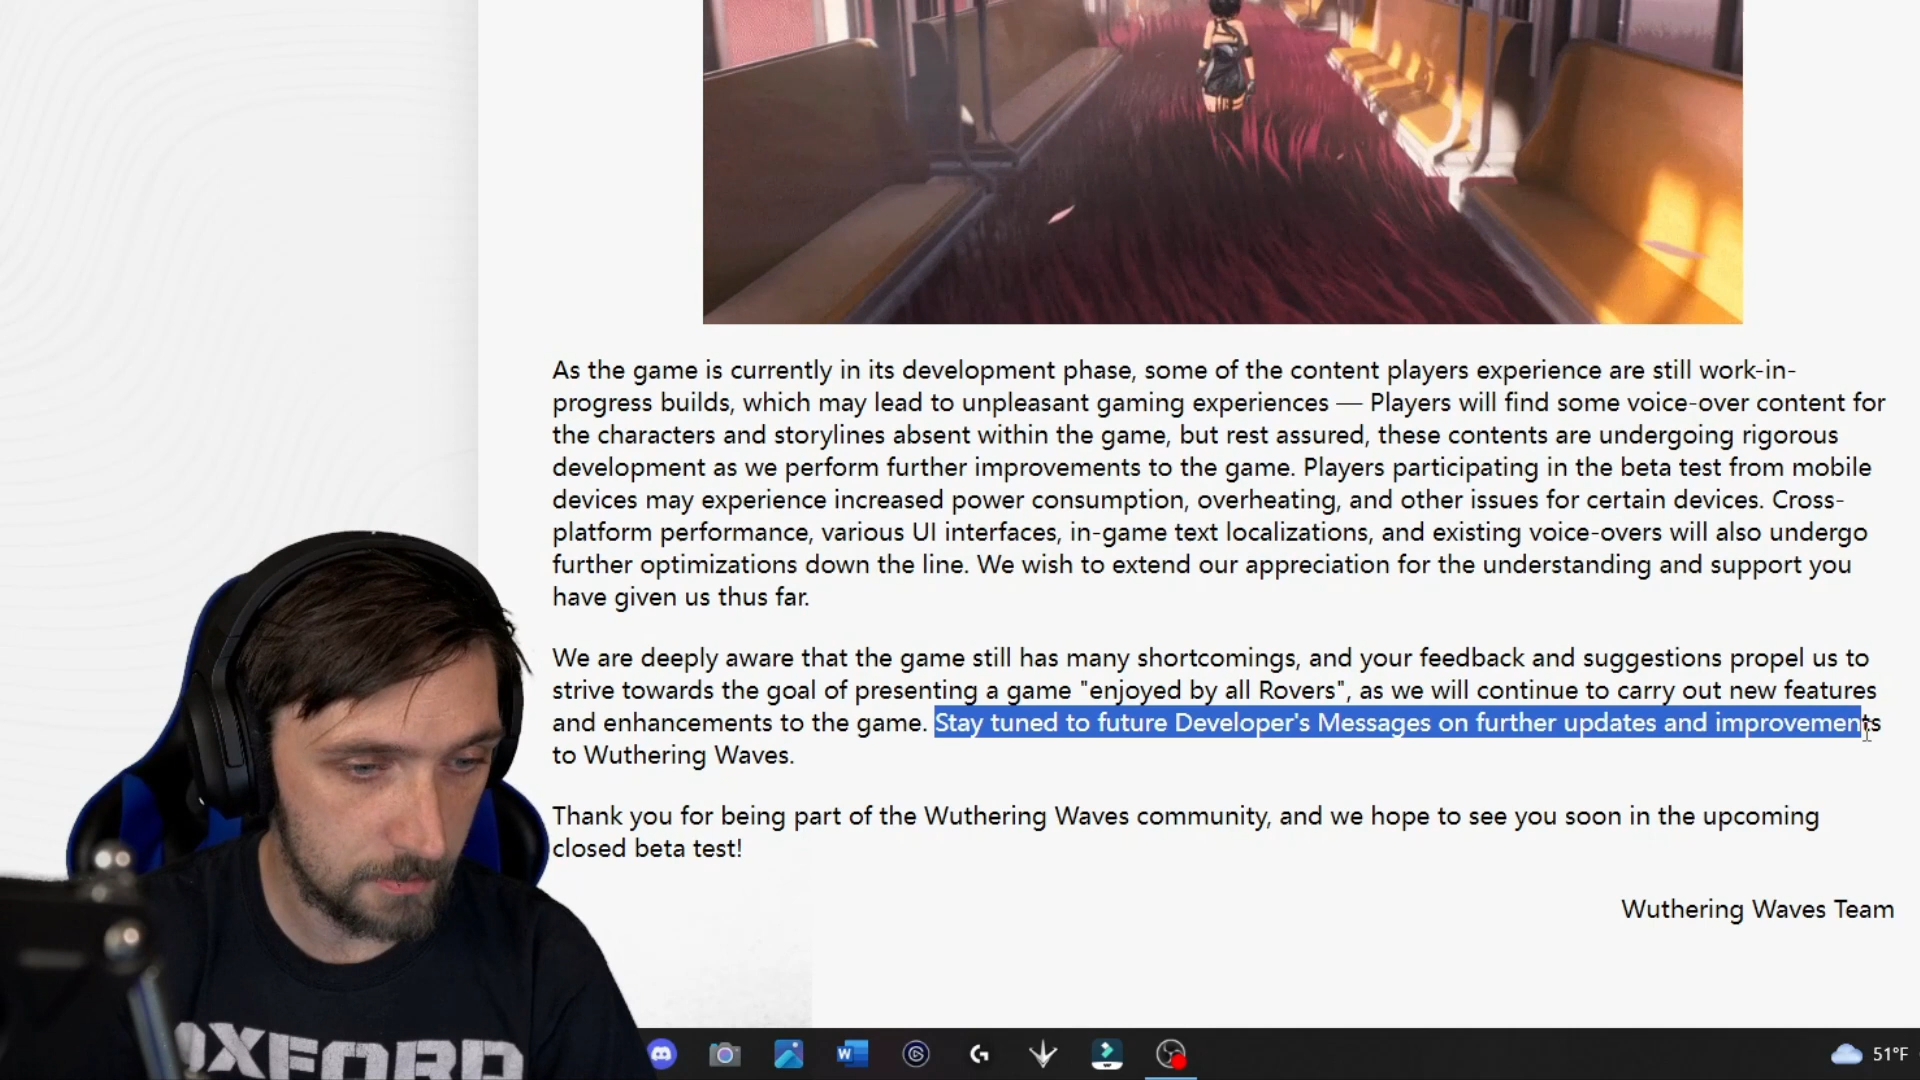 As the game is currently in its development phase, some of the content players experience are still work-in-
progress builds, which may lead to unpleasant gaming experiences — Players will find some voice-over content for
the characters and storylines absent within the game, but rest assured, these contents are undergoing rigorous
development as we perform further improvements to the game. Players participating in the beta test from mobile
devices may experience increased power consumption, overheating, and other issues for certain devices. Cross-
platform performance, various UI interfaces, in-game text localizations, and existing voice-overs will also undergo
further optimizations down the line. We wish to extend our appreciation for the understanding and support you
have given us thus far.
We are deeply aware that the game still has many shortcomings, and your feedback and suggestions propel us to
strive towards the goal of presenting a game "enjoyed by all Rovers", as we will continue to carry out new features
and enhancements to the game. Stay tuned to future Developer's Messages on further updates and improvements
to Wuthering Waves.
Thank you for being part of the Wuthering Waves community, and we hope to see you soon in the upcoming
closed beta test!
Wuthering Waves Team
OXFORD
51°F